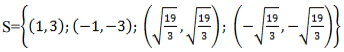 S={(1,3); (−1,−3); (√(19/3), √(19/3)); (−√(19/3), −√(19/3))}